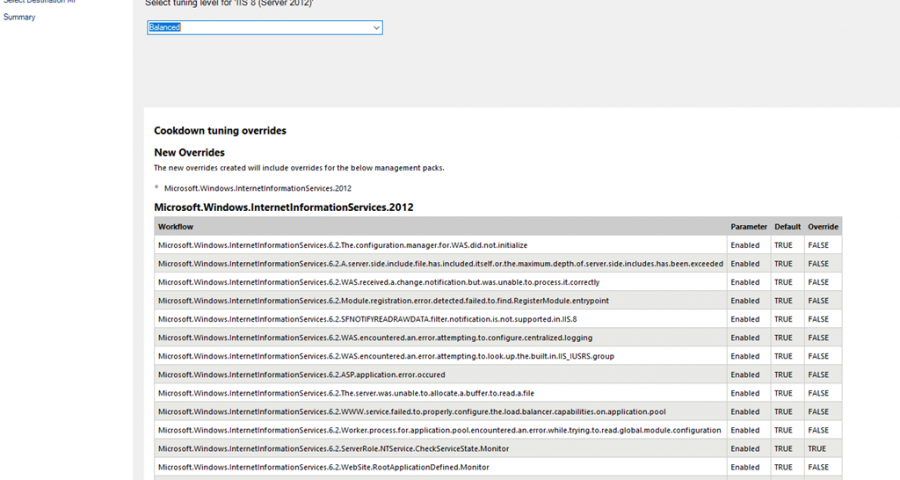 Select Destination MP
Summary
Select tuning level for 'IIS 8 (Server 2012)'
Balanced
Cookdown tuning overrides
New Overrides
The new overrides created will include overrides for the below management packs.
* Microsoft.Windows.InternetInformationServices.2012
Microsoft.Windows.InternetInformationServices.2012
Workflow Parameter Default Override
Microsoft.Windows.InternetInformationServices.6.2.The.configuration.manager.for.WAS.did.not.initialize Enabled TRUE FALSE
Microsoft.Windows.InternetInformationServices.6.2.A.server.side.include.file.has.included.itself.or.the.maximum.depth.of.server.side.includes.has.been.exceeded Enabled TRUE FALSE
Microsoft.Windows.InternetInformationServices.6.2.WAS.received.a.change.notification.but.was.unable.to.process.it.correctly Enabled TRUE FALSE
Microsoft.Windows.InternetInformationServices.6.2.Module.registration.error.detected.failed.to.find.RegisterModule.entrypoint Enabled TRUE FALSE
Microsoft.Windows.InternetInformationServices.6.2.SFNOTIFYREADRAWDATA.filter.notification.is.not.supported.in.IIS.8 Enabled TRUE FALSE
Microsoft.Windows.InternetInformationServices.6.2.WAS.encountered.an.error.attempting.to.configure.centralized.logging Enabled TRUE FALSE
Microsoft.Windows.InternetInformationServices.6.2.WAS.encountered.an.error.attempting.to.look.up.the.built.in.IIS_IUSRS.group Enabled TRUE FALSE
Microsoft.Windows.InternetInformationServices.6.2.ASP.application.error.occured Enabled TRUE FALSE
Microsoft.Windows.InternetInformationServices.6.2.The.server.was.unable.to.allocate.a.buffer.to.read.a.file Enabled TRUE FALSE
Microsoft.Windows.InternetInformationServices.6.2.WWW.service.failed.to.properly.configure.the.load.balancer.capabilities.on.application.pool Enabled TRUE FALSE
Microsoft.Windows.InternetInformationServices.6.2.Worker.process.for.application.pool.encountered.an.error.while.trying.to.read.global.module.configuration Enabled TRUE FALSE
Microsoft.Windows.InternetInformationServices.6.2.ServerRole.NTService.CheckServiceState.Monitor Enabled TRUE TRUE
Microsoft.Windows.InternetInformationServices.6.2.WebSite.RootApplicationDefined.Monitor Enabled TRUE FALSE